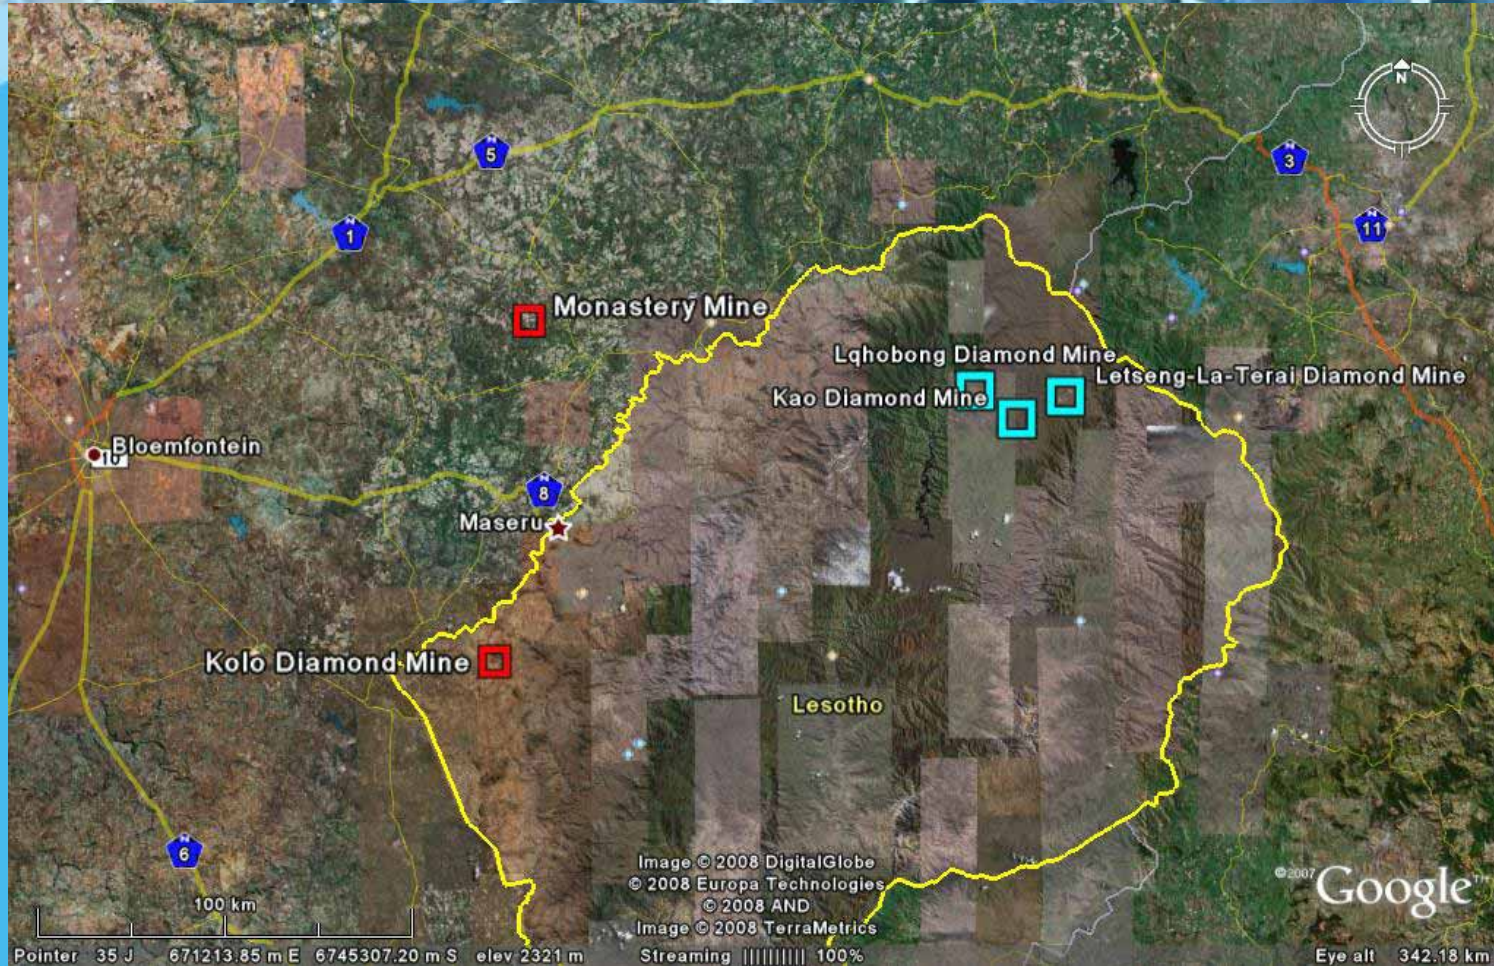 N
5
3
1
11
Monastery Mine
Lqhobong Diamond Mine
Letseng-La-Terai Diamond Mine
Kao Diamond Mine
Bloemfontein
10
8
Maseru
Kolo Diamond Mine
Lesotho
6
Image © 2008 DigitalGlobe
© 2008 Europa Technologies
© 2008 AND
Image © 2008 TerraMetrics
©2007 Google™
100 km
Pointer 35 J 671213.85 m E 6745307.20 m S elev 2321 m Streaming |||||||||| 100% Eye alt 342.18 km